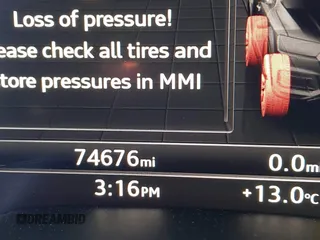 Loss of pressure!
ease check all tires and
tore pressures in MMI
74676mi
0.0m
3:16PM
+13.0°C
DREAMBID